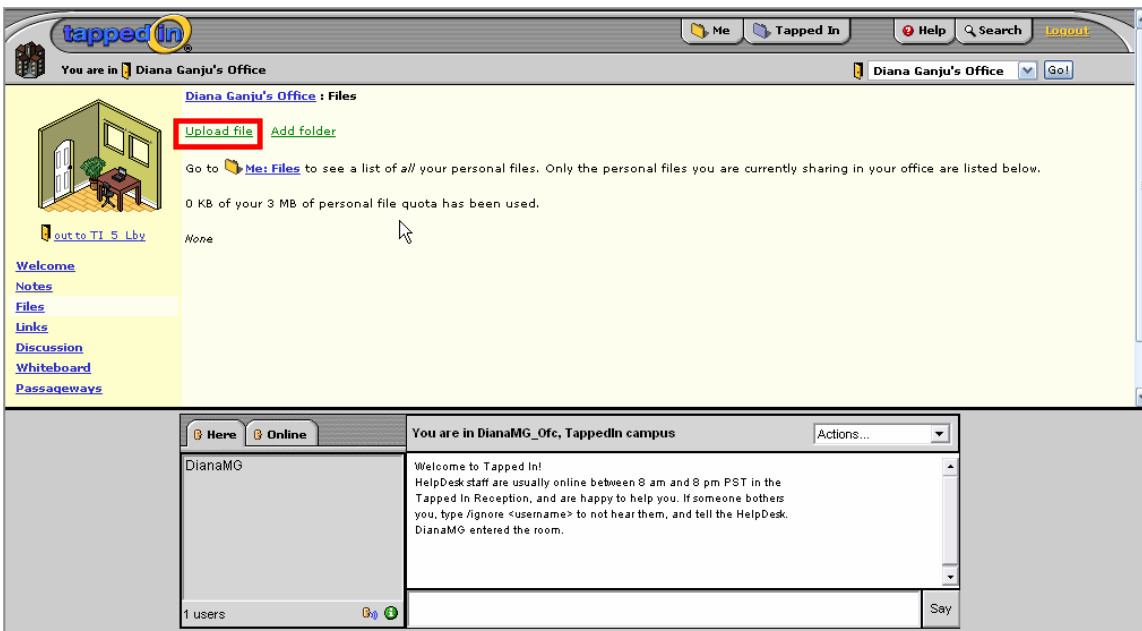 tapped in
Me
Tapped In
Help
Search
Logout
You are in Diana Ganju's Office
Diana Ganju's Office
Go!
Diana Ganju's Office : Files
Upload file
Add folder
Go to Me: Files to see a list of all your personal files. Only the personal files you are currently sharing in your office are listed below.
0 KB of your 3 MB of personal file quota has been used.
None
out to TI_5_Lby
Welcome
Notes
Files
Links
Discussion
Whiteboard
Passageways
Here
Online
DianaMG
1 users
You are in DianaMG_Ofc, TappedIn campus
Actions...
Welcome to Tapped In!
HelpDesk staff are usually online between 8 am and 8 pm PST in the
Tapped In Reception, and are happy to help you. If someone bothers
you, type /ignore <username> to not hear them, and tell the HelpDesk.
DianaMG entered the room.
Say